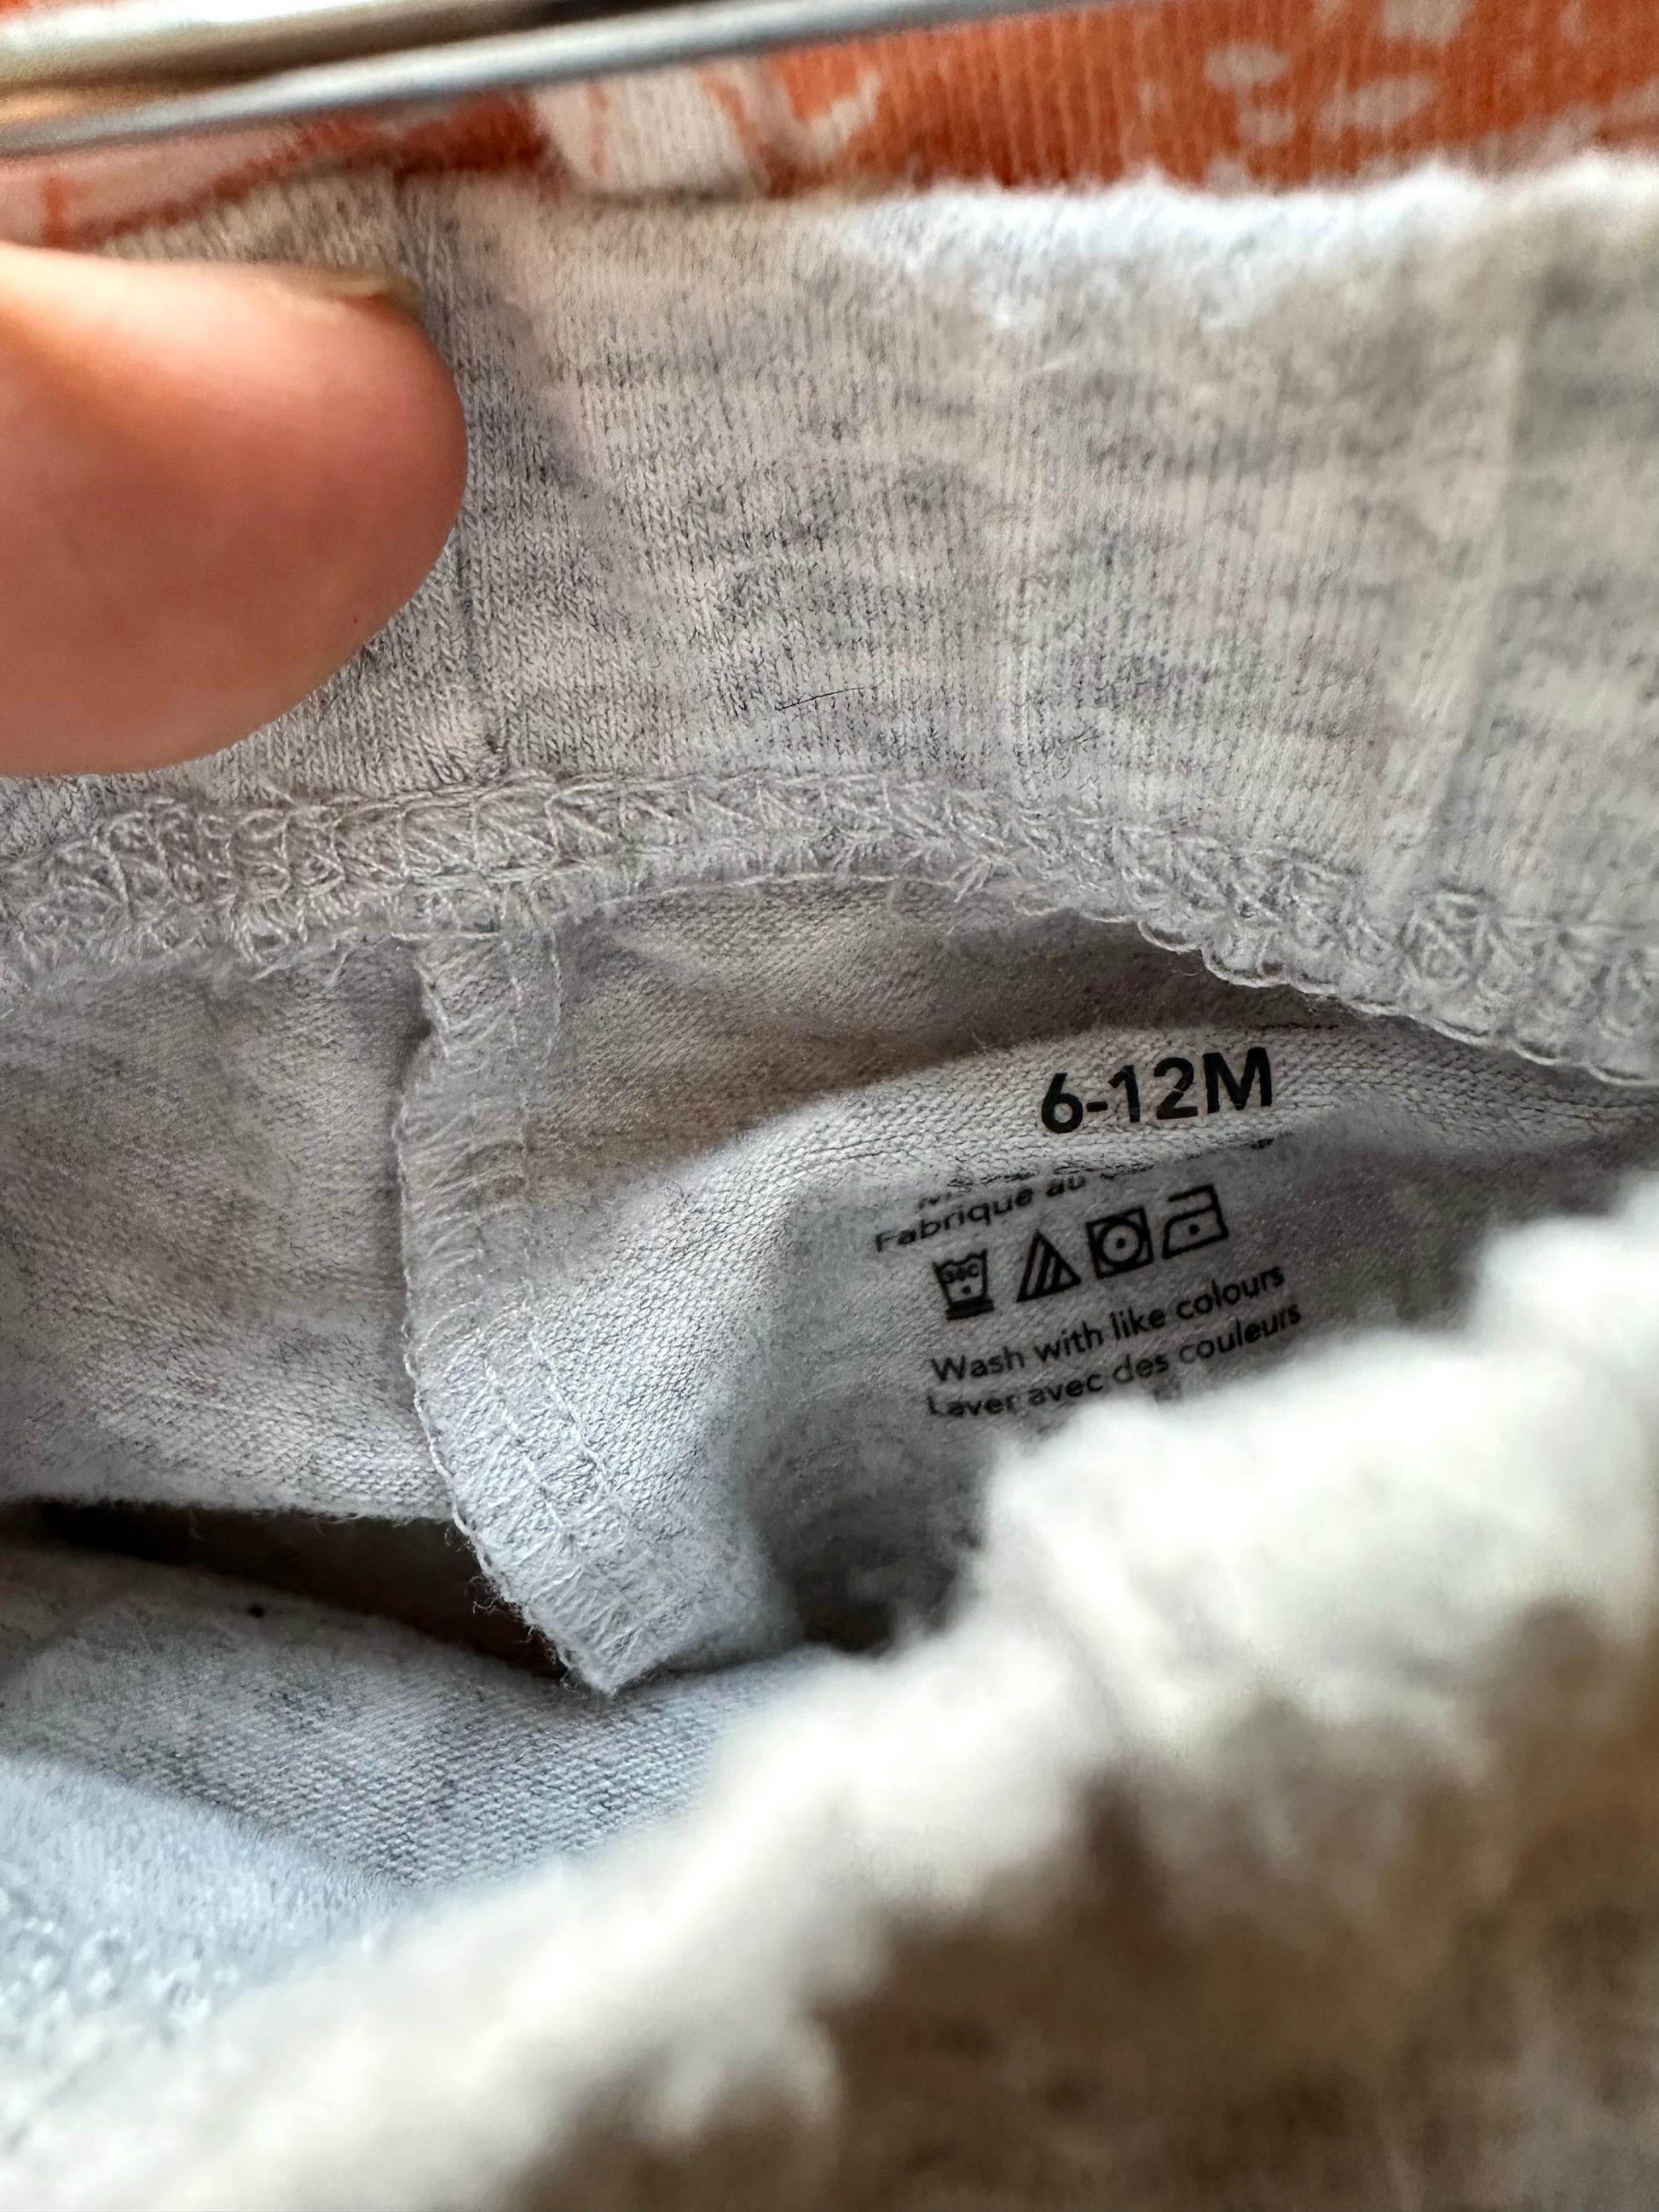 6-12M
Fabriqué au
Wash with like colours
Laver avec des couleurs